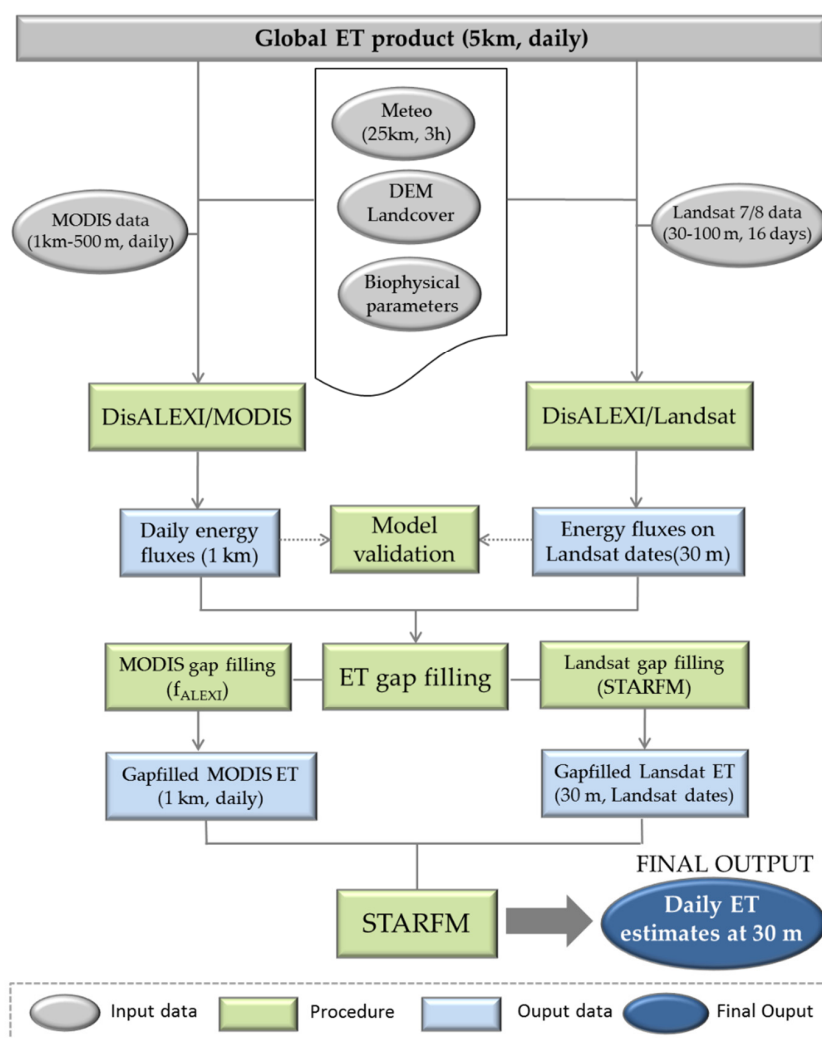 Global ET product (5km, daily)
Meteo
(25km, 3h)
DEM
Landcover
Biophysical
parameters
MODIS data
(1km-500 m, daily)
Landsat 7/8 data
(30-100 m, 16 days)
DisALEXI/MODIS
DisALEXI/Landsat
Daily energy
fluxes (1 km)
Model
validation
Energy fluxes on
Landsat dates(30 m)
MODIS gap filling
(fALEXI)
ET gap filling
Landsat gap filling
(STARFM)
Gapfilled MODIS ET
(1 km, daily)
Gapfilled Lansdat ET
(30 m, Landsat dates)
STARFM
FINAL OUTPUT
Daily ET
estimates at 30 m
Input data
Procedure
Ouput data
Final Ouput